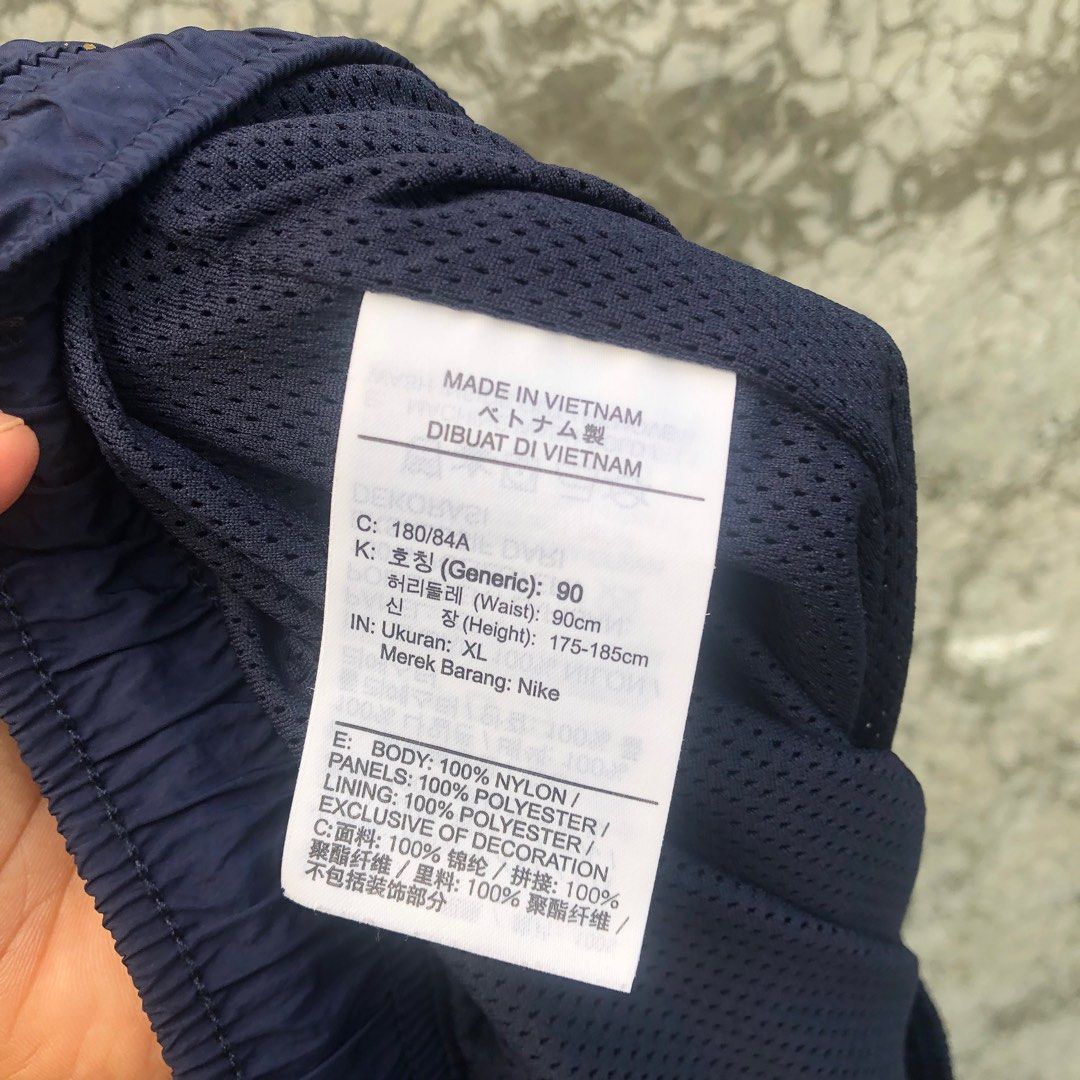 MADE IN VIETNAM
ベトナム製
DIBUAT DI VIETNAM
C: 180/84A
K: 호칭 (Generic): 90
허리둘레 (Waist): 90cm
신 장 (Height): 175-185cm
IN: Ukuran: XL
Merek Barang: Nike
E: BODY: 100% NYLON /
PANELS: 100% POLYESTER /
LINING: 100% POLYESTER /
EXCLUSIVE OF DECORATION
C:面料: 100% 锦纶 / 拼接: 100%
聚酯纤维 / 里料: 100% 聚酯纤维 /
不包括装饰部分